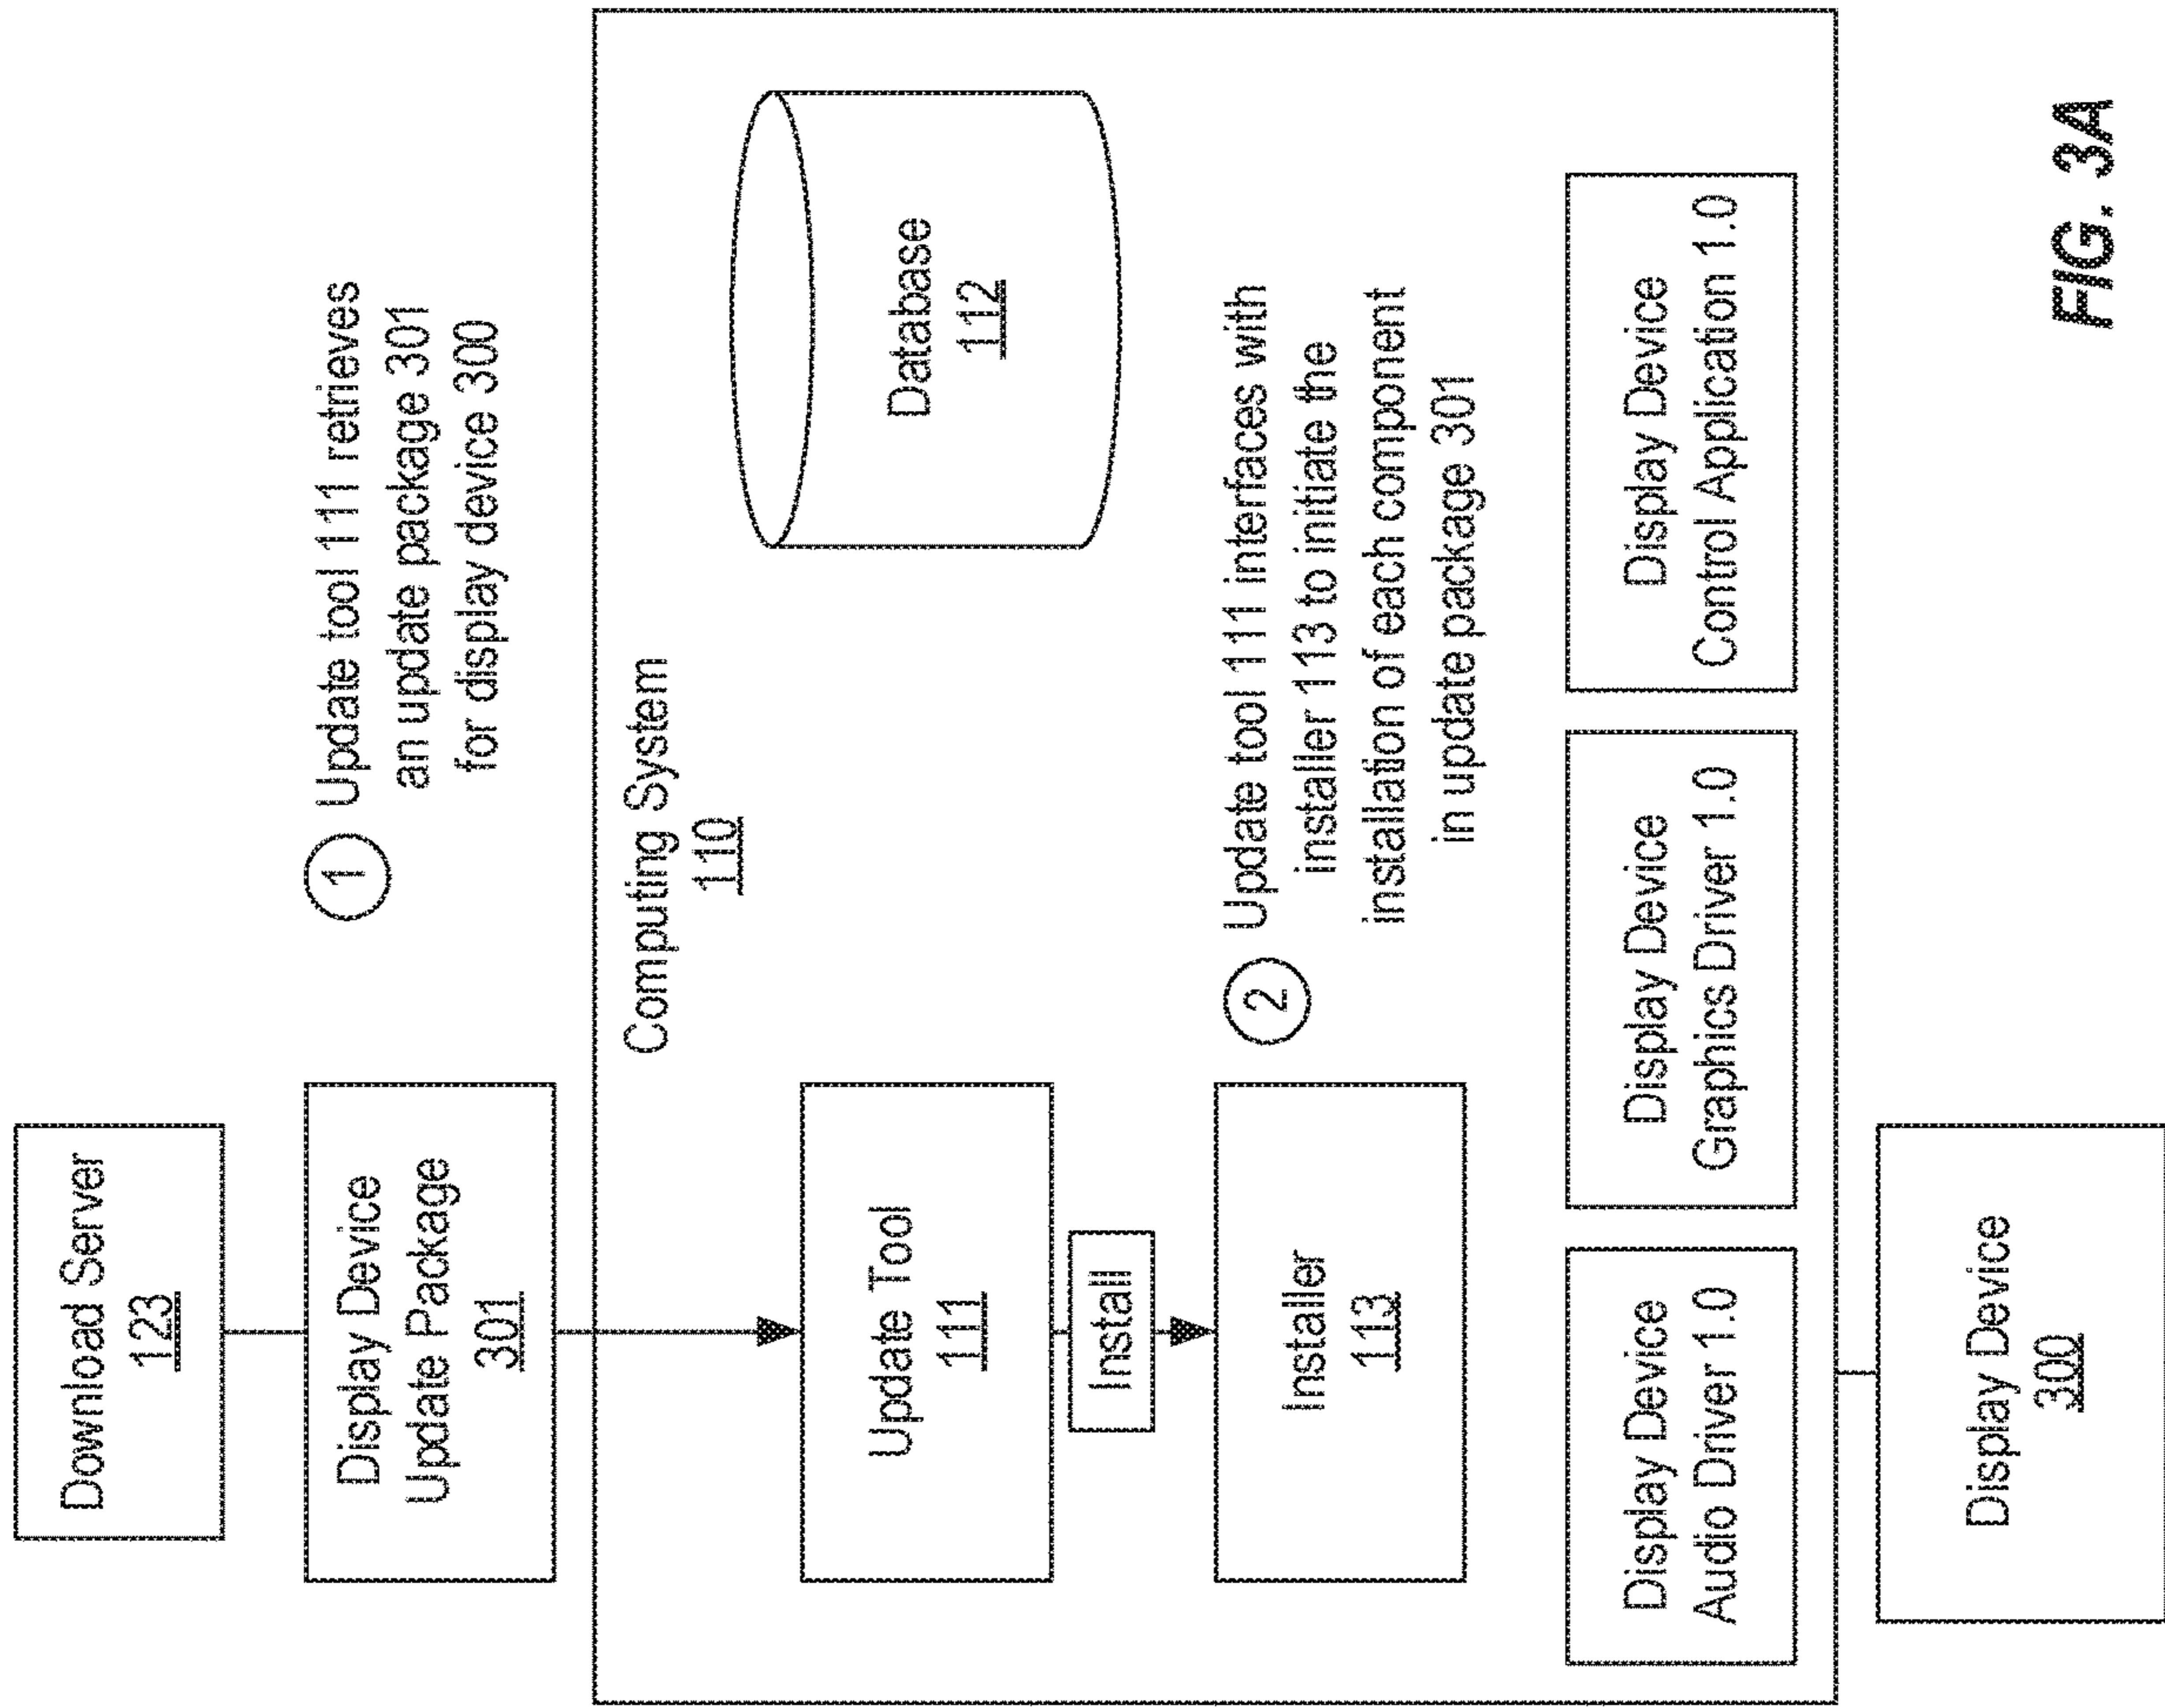 Download Server
123
Display Device
Update Package
301
1
Update tool 111 retrieves
an update package 301
for display device 300
Computing System
110
Update Tool
111
Database
112
Install
Installer
113
2
Update tool 111 interfaces with
installer 113 to initiate the
installation of each component
in update package 301
Display Device
Audio Driver 1.0
Display Device
Graphics Driver 1.0
Display Device
Control Application 1.0
Display Device
300
FIG. 3A